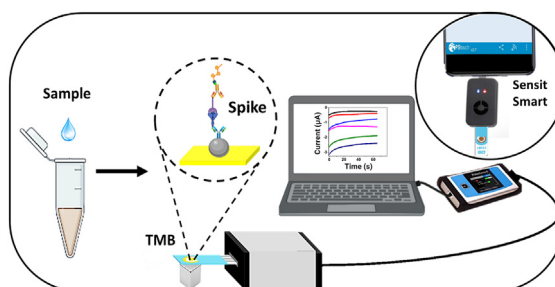 Sample
Spike
TMB
Current (µA)
Time (s)
0
20
40
60
Sensit
Smart